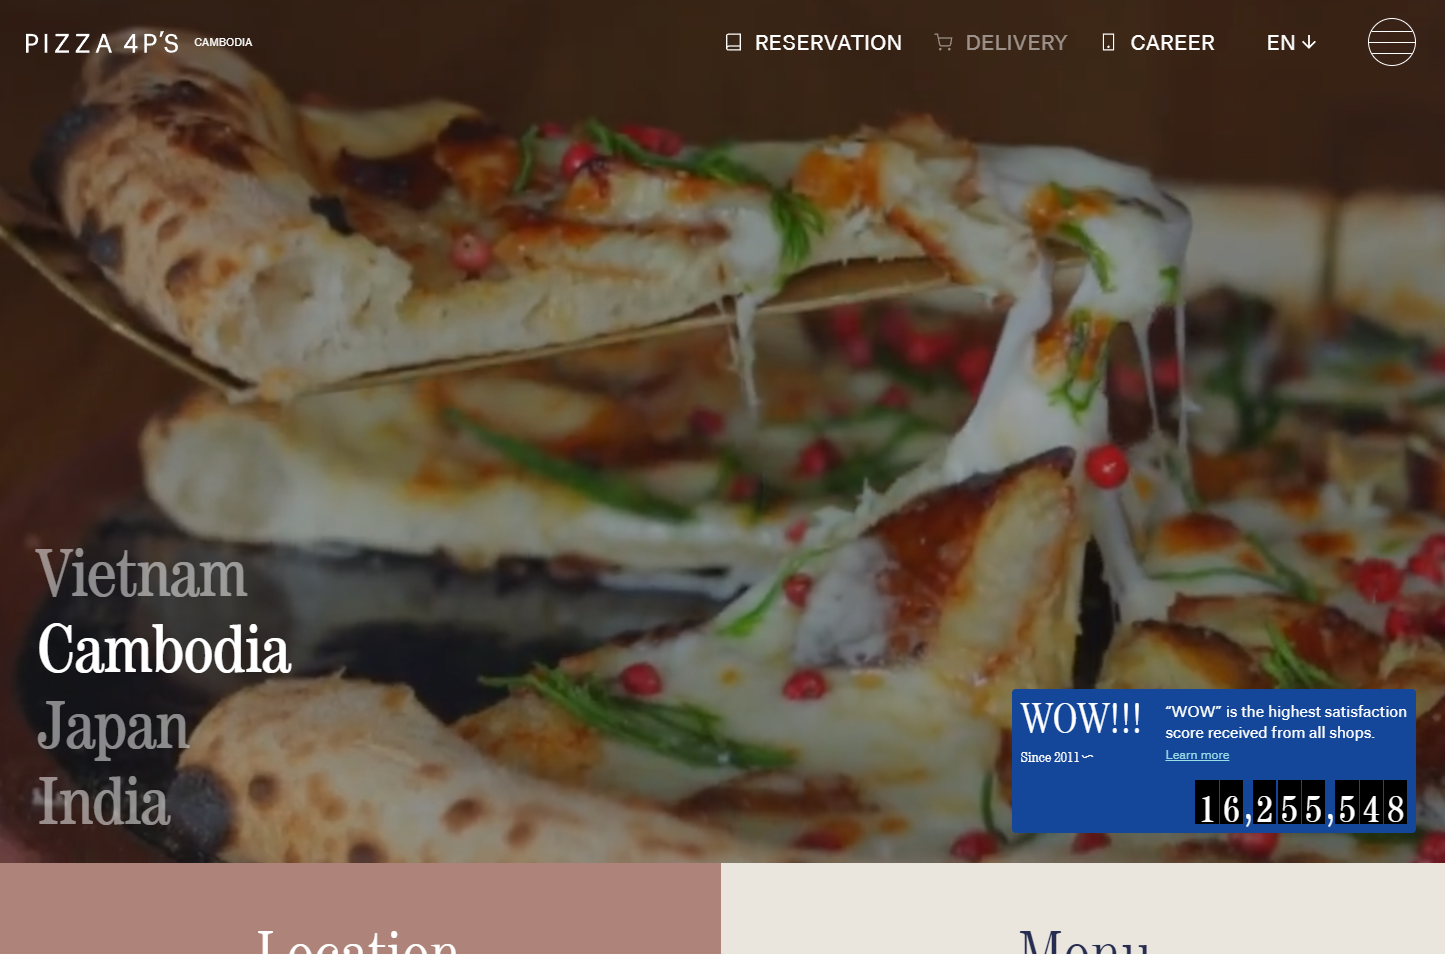 PIZZA 4P'S CAMBODIA
RESERVATION
DELIVERY
CAREER
EN
Vietnam
Cambodia
Japan
India
WOW!!!
Since 2011~
“WOW” is the highest satisfaction
score received from all shops.
Learn more
16,255,548
Location
Menu